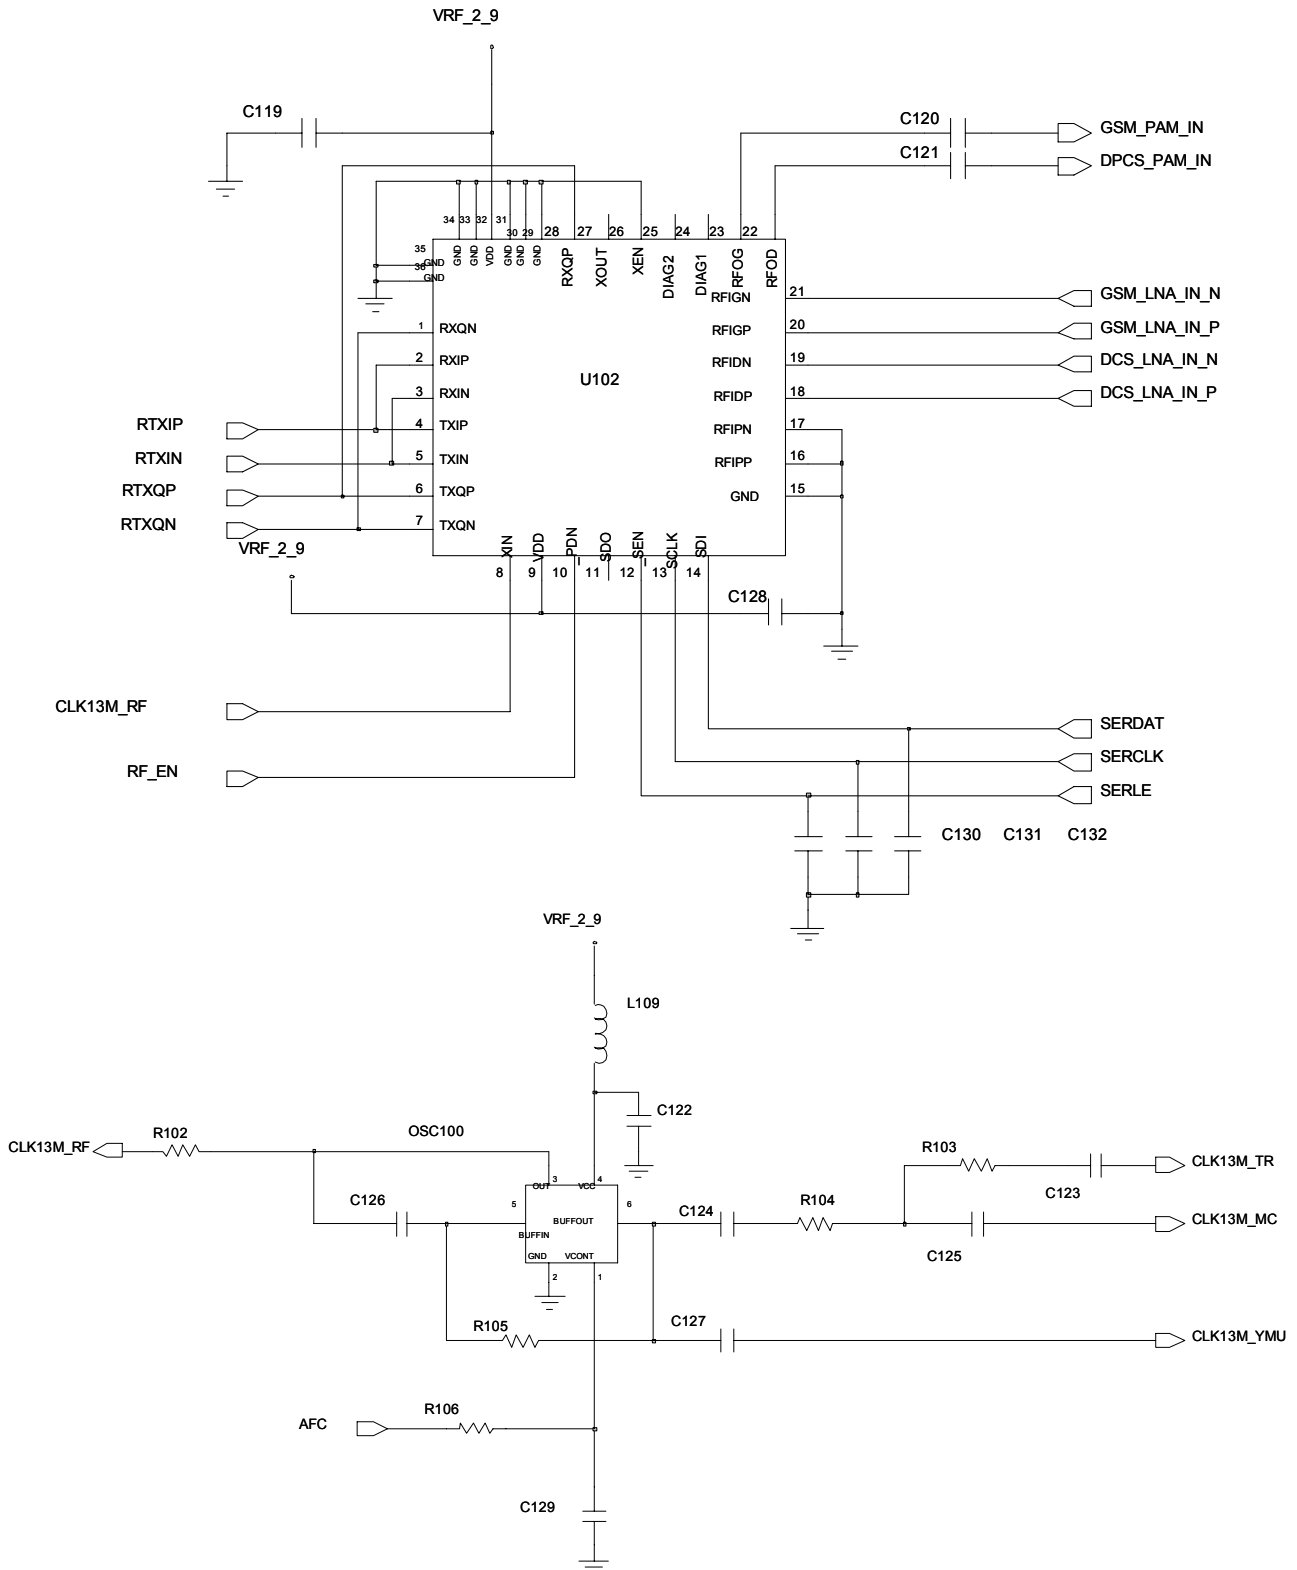 VRF_2_9
C119
C120
GSM_PAM_IN
C121
DPCS_PAM_IN
34 33 32 31 30 29 28 27 26 25 24 23 22
35 GND
36 GND
GND GND VDD GND GND GND RXQP XOUT XEN DIAG2 DIAG1 RFOG RFOD
RFIGN 21 GSM_LNA_IN_N
1 RXQN
RFIGP 20 GSM_LNA_IN_P
2 RXIP
RFIDN 19 DCS_LNA_IN_N
U102
3 RXIN
RFIDP 18 DCS_LNA_IN_P
RTXIP 4 TXIP
RFIPN 17
RTXIN 5 TXIN
RFIPP 16
RTXQP 6 TXQP
GND 15
RTXQN 7 TXQN
VRF_2_9
XIN VDD PDN SDO SEN SCLK SDI
8 9 10 11 12 13 14
C128
CLK13M_RF
SERDAT
RF_EN
SERCLK
SERLE
C130 C131 C132
VRF_2_9
L109
C122
CLK13M_RF R102 OSC100
R103 CLK13M_TR
OUT 3 VCC 4
C123
C126 5 6
BUFFOUT
BUFFIN
C124 R104 CLK13M_MC
C125
GND VCONT
2 1
R105 C127 CLK13M_YMU
AFC R106
C129